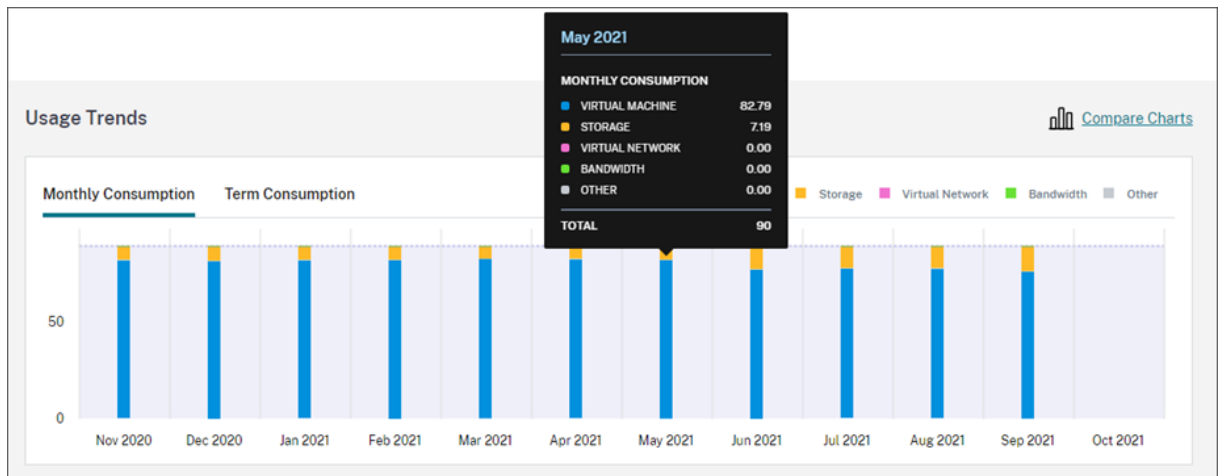 May 2021
MONTHLY CONSUMPTION
VIRTUAL MACHINE 82.79
STORAGE 7.19
VIRTUAL NETWORK 0.00
BANDWIDTH 0.00
OTHER 0.00
TOTAL 90
Usage Trends
Compare Charts
Monthly Consumption Term Consumption
Storage Virtual Network Bandwidth Other
50
0
Nov 2020 Dec 2020 Jan 2021 Feb 2021 Mar 2021 Apr 2021 May 2021 Jun 2021 Jul 2021 Aug 2021 Sep 2021 Oct 2021